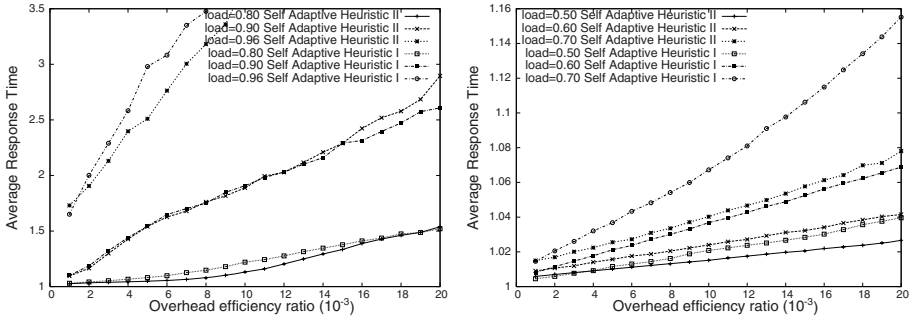 4
3.5
3
2.5
2
1.5
1
0 2 4 6 8 10 12 14 16 18 20
Average Response Time
Overhead efficiency ratio (10-3)
load=0.80 Self Adaptive Heuristic II
load=0.90 Self Adaptive Heuristic II
load=0.96 Self Adaptive Heuristic II
load=0.80 Self Adaptive Heuristic I
load=0.90 Self Adaptive Heuristic I
load=0.96 Self Adaptive Heuristic I
1.16
1.14
1.12
1.1
1.08
1.06
1.04
1.02
1
0 2 4 6 8 10 12 14 16 18 20
Average Response Time
Overhead efficiency ratio (10-3)
load=0.50 Self Adaptive Heuristic II
load=0.60 Self Adaptive Heuristic II
load=0.70 Self Adaptive Heuristic II
load=0.50 Self Adaptive Heuristic I
load=0.60 Self Adaptive Heuristic I
load=0.70 Self Adaptive Heuristic I